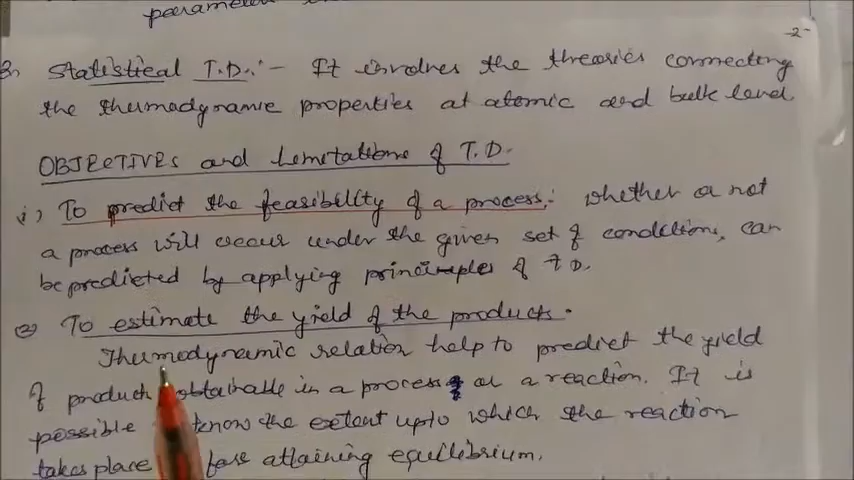 -2-
Statistical T.D.:- It involves the theories connecting
the thermodynamic properties at atomic and bulk level.
OBJECTIVES and Limitations of T.D.
i) To predict the feasibility of a process: Whether or not
a process will occur under the given set of conditions, can
be predicted by applying principles of T.D.
② To estimate the yield of the products.
Thermodynamic relation help to predict the yield
of product obtainable in a process or a reaction. It is
possible know the extent upto which the reaction
takes place attaining equilibrium.